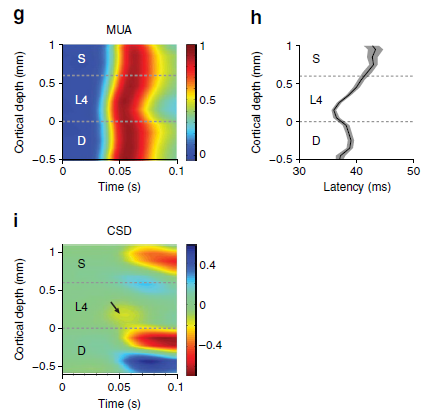 g
MUA
Cortical depth (mm)
1
0.5
0
−0.5
S
L4
D
0
0.05
0.1
Time (s)
1
0.5
0
h
Cortical depth (mm)
1
0.5
0
−0.5
S
L4
D
30
40
50
Latency (ms)
i
CSD
Cortical depth (mm)
1
0.5
0
−0.5
S
L4
D
0
0.05
0.1
Time (s)
0.4
0
−0.4